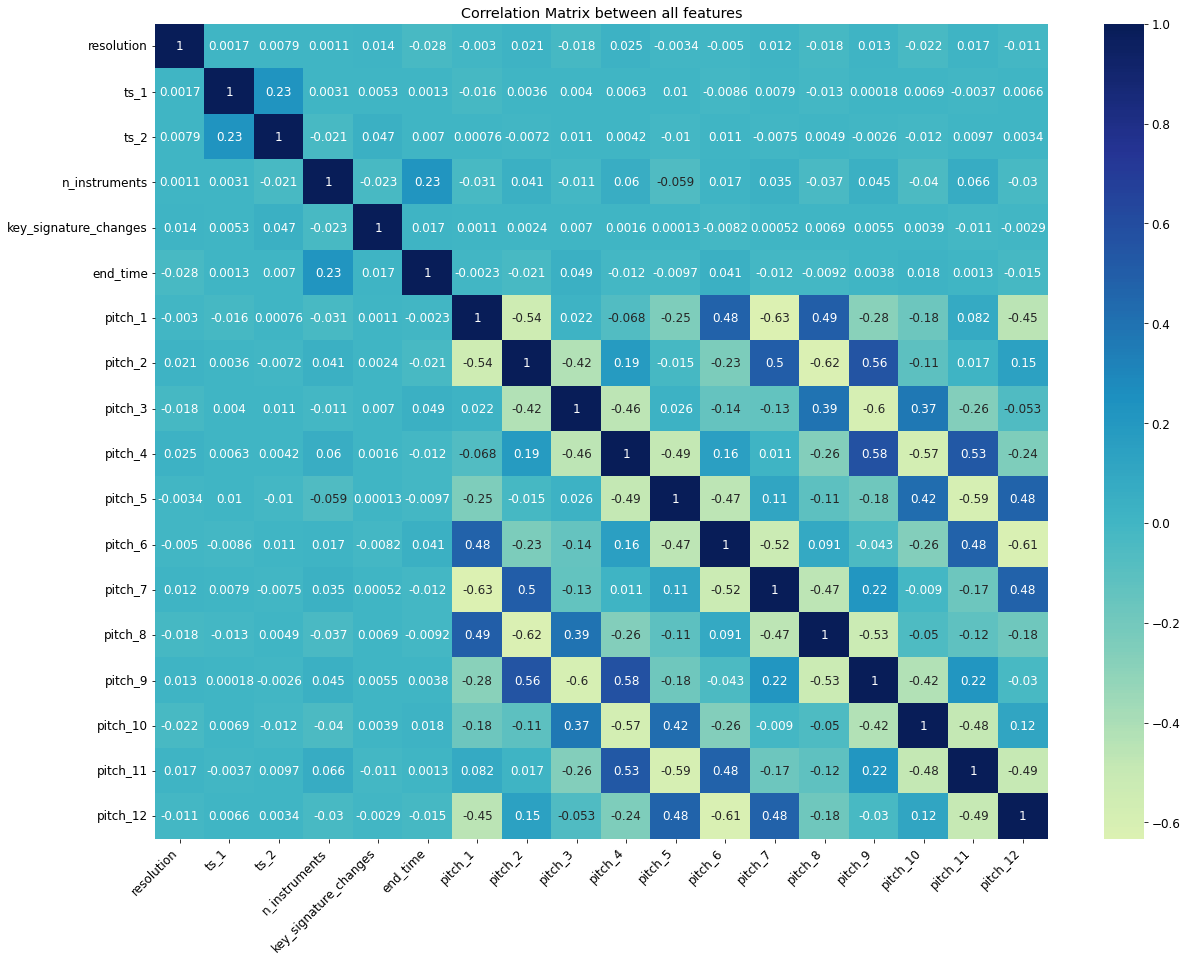 Correlation Matrix between all features
resolution 1 0.0017 0.0079 0.0011 0.014 -0.028 -0.003 0.021 -0.018 0.025 -0.0034 -0.005 0.012 -0.018 0.013 -0.022 0.017 -0.011
ts_1 0.0017 1 0.23 0.0031 0.0053 0.0013 -0.016 0.0036 0.004 0.0063 0.01 -0.0086 0.0079 -0.013 0.00018 0.0069 -0.0037 0.0066
ts_2 0.0079 0.23 1 -0.021 0.047 0.007 0.00076 -0.0072 0.011 0.0042 -0.01 0.011 -0.0075 0.0049 -0.0026 -0.012 0.0097 0.0034
n_instruments 0.0011 0.0031 -0.021 1 -0.023 0.23 -0.031 0.041 -0.011 0.06 -0.059 0.017 0.035 -0.037 0.045 -0.04 0.066 -0.03
key_signature_changes 0.014 0.0053 0.047 -0.023 1 0.017 0.0011 0.0024 0.007 0.0016 0.00013 -0.0082 0.00052 0.0069 0.0055 0.0039 -0.011 -0.0029
end_time -0.028 0.0013 0.007 0.23 0.017 1 -0.0023 -0.021 0.049 -0.012 -0.0097 0.041 -0.012 -0.0092 0.0038 0.018 0.0013 -0.015
pitch_1 -0.003 -0.016 0.00076 -0.031 0.0011 -0.0023 1 -0.54 0.022 -0.068 -0.25 0.48 -0.63 0.49 -0.28 -0.18 0.082 -0.45
pitch_2 0.021 0.0036 -0.0072 0.041 0.0024 -0.021 -0.54 1 -0.42 0.19 -0.015 -0.23 0.5 -0.62 0.56 -0.11 0.017 0.15
pitch_3 -0.018 0.004 0.011 -0.011 0.007 0.049 0.022 -0.42 1 -0.46 0.026 -0.14 -0.13 0.39 -0.6 0.37 -0.26 -0.053
pitch_4 0.025 0.0063 0.0042 0.06 0.0016 -0.012 -0.068 0.19 -0.46 1 -0.49 0.16 0.011 -0.26 0.58 -0.57 0.53 -0.24
pitch_5 -0.0034 0.01 -0.01 -0.059 0.00013 -0.0097 -0.25 -0.015 0.026 -0.49 1 -0.47 0.11 -0.11 -0.18 0.42 -0.59 0.48
pitch_6 -0.005 -0.0086 0.011 0.017 -0.0082 0.041 0.48 -0.23 -0.14 0.16 -0.47 1 -0.52 0.091 -0.043 -0.26 0.48 -0.61
pitch_7 0.012 0.0079 -0.0075 0.035 0.00052 -0.012 -0.63 0.5 -0.13 0.011 0.11 -0.52 1 -0.47 0.22 -0.009 -0.17 0.48
pitch_8 -0.018 -0.013 0.0049 -0.037 0.0069 -0.0092 0.49 -0.62 0.39 -0.26 -0.11 0.091 -0.47 1 -0.53 -0.05 -0.12 -0.18
pitch_9 0.013 0.00018 -0.0026 0.045 0.0055 0.0038 -0.28 0.56 -0.6 0.58 -0.18 -0.043 0.22 -0.53 1 -0.42 0.22 -0.03
pitch_10 -0.022 0.0069 -0.012 -0.04 0.0039 0.018 -0.18 -0.11 0.37 -0.57 0.42 -0.26 -0.009 -0.05 -0.42 1 -0.48 0.12
pitch_11 0.017 -0.0037 0.0097 0.066 -0.011 0.0013 0.082 0.017 -0.26 0.53 -0.59 0.48 -0.17 -0.12 0.22 -0.48 1 -0.49
pitch_12 -0.011 0.0066 0.0034 -0.03 -0.0029 -0.015 -0.45 0.15 -0.053 -0.24 0.48 -0.61 0.48 -0.18 -0.03 0.12 -0.49 1
resolution ts_1 ts_2 n_instruments key_signature_changes end_time pitch_1 pitch_2 pitch_3 pitch_4 pitch_5 pitch_6 pitch_7 pitch_8 pitch_9 pitch_10 pitch_11 pitch_12
1.0
0.8
0.6
0.4
0.2
0.0
−0.2
−0.4
−0.6